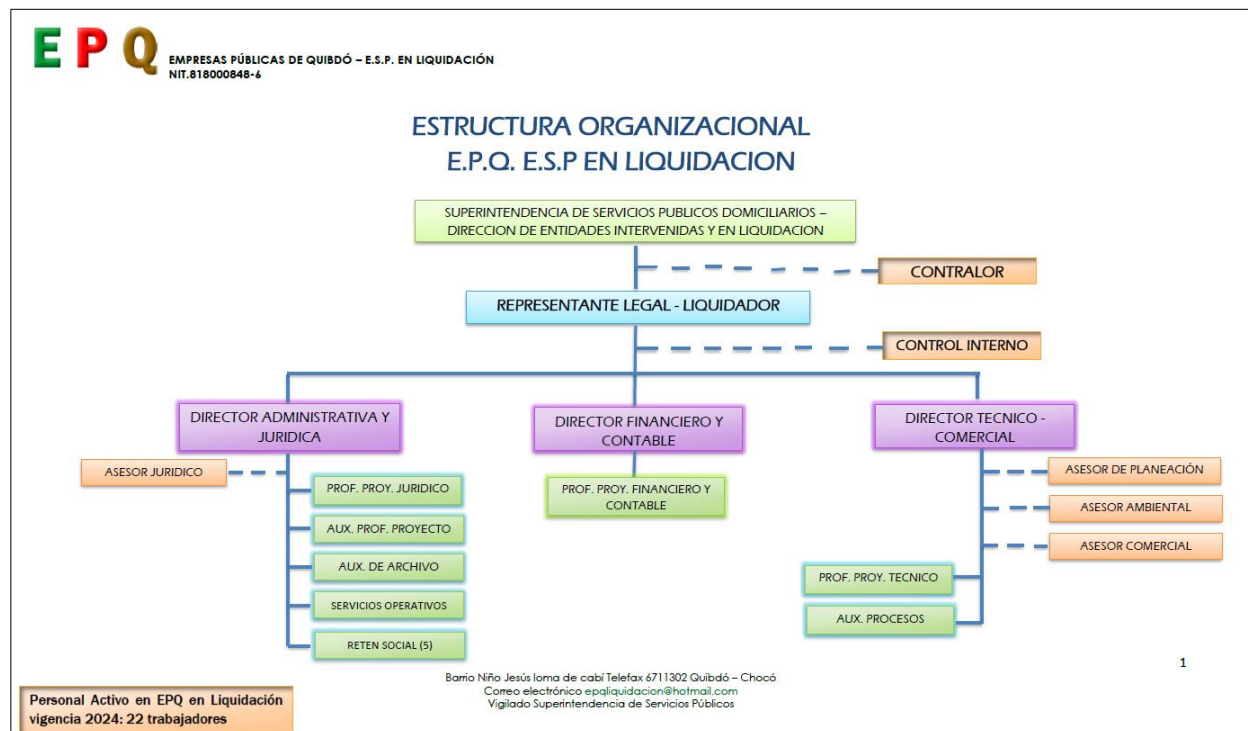 EPQ
EMPRESAS PÚBLICAS DE QUIBDÓ – E.S.P. EN LIQUIDACIÓN
NIT.818000848-6
ESTRUCTURA ORGANIZACIONAL
E.P.Q. E.S.P EN LIQUIDACION
SUPERINTENDENCIA DE SERVICIOS PUBLICOS DOMICILIARIOS –
DIRECCION DE ENTIDADES INTERVENIDAS Y EN LIQUIDACION
CONTRALOR
REPRESENTANTE LEGAL - LIQUIDADOR
CONTROL INTERNO
DIRECTOR ADMINISTRATIVA Y
JURIDICA
DIRECTOR FINANCIERO Y
CONTABLE
DIRECTOR TECNICO -
COMERCIAL
ASESOR JURIDICO
PROF. PROY. JURIDICO
AUX. PROF. PROYECTO
AUX. DE ARCHIVO
SERVICIOS OPERATIVOS
RETEN SOCIAL (5)
PROF. PROY. FINANCIERO Y
CONTABLE
ASESOR DE PLANEACIÓN
ASESOR AMBIENTAL
ASESOR COMERCIAL
PROF. PROY. TECNICO
AUX. PROCESOS
1
Barrio Niño Jesús loma de cabí Telefax 6711302 Quibdó – Chocó
Correo electrónico epqliquidacion@hotmail.com
Vigilado Superintendencia de Servicios Públicos
Personal Activo en EPQ en Liquidación
vigencia 2024: 22 trabajadores